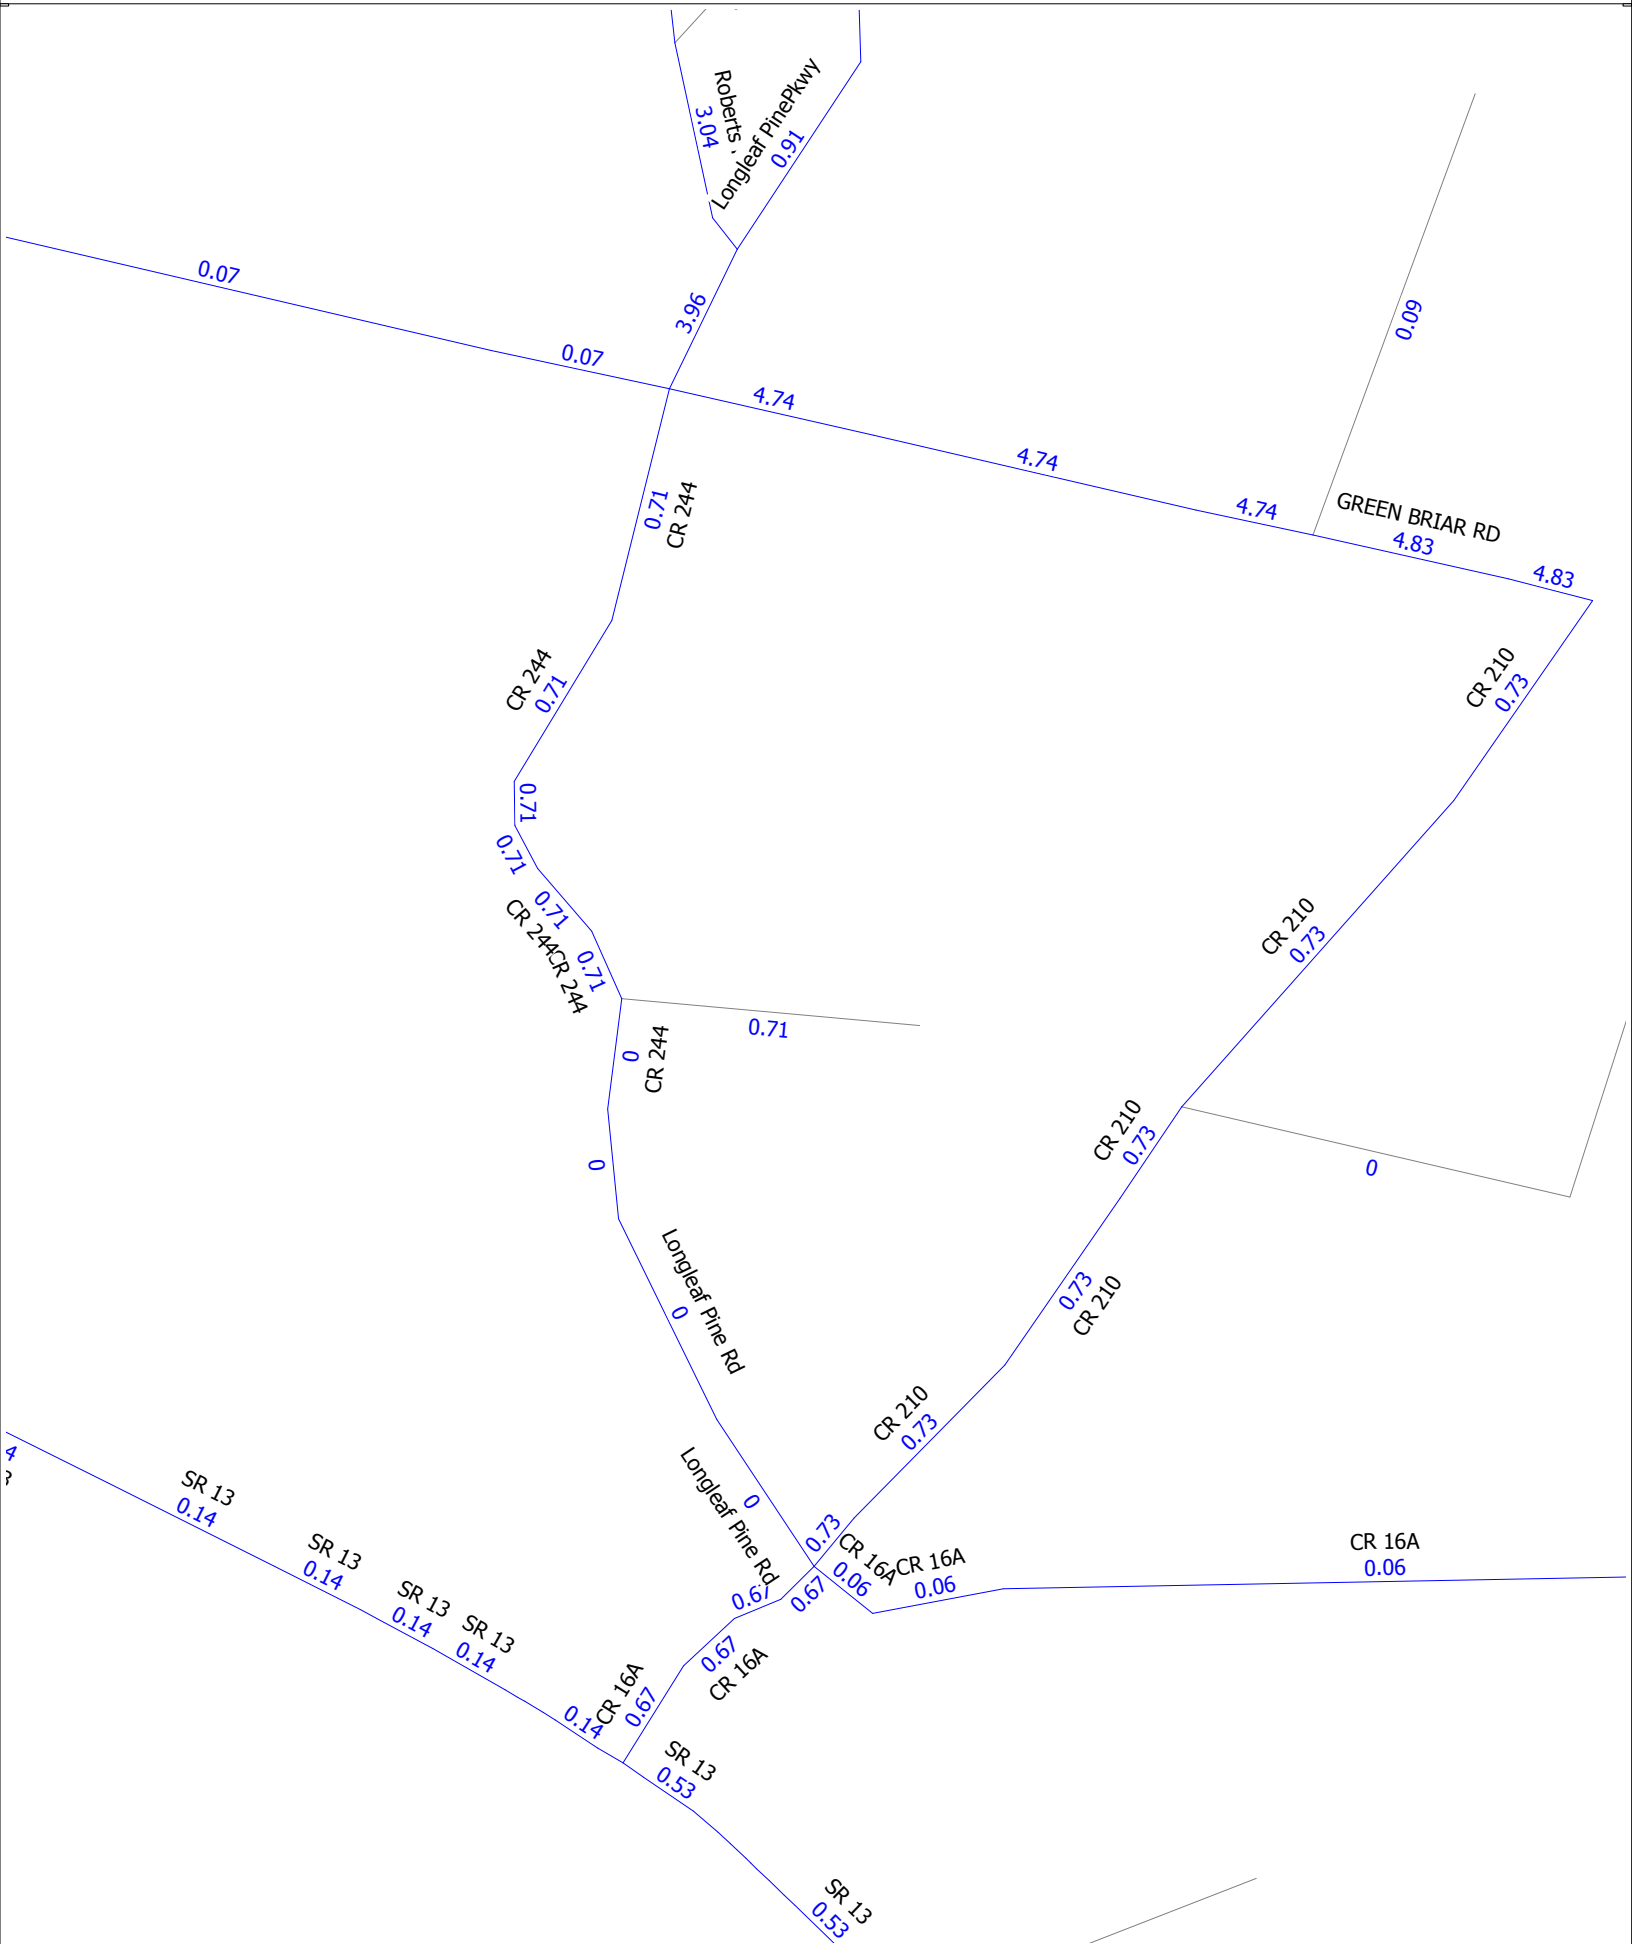 Roberts
3.04
Longleaf PinePkwy
0.91
0.07
3.96
0.09
0.07
4.74
4.74
4.74
GREEN BRIAR RD
4.83
4.83
0.71
CR 244
CR 244
0.71
CR 210
0.73
0.71
0.71
0.71
CR 244
CR 210
0.73
0.71
CR 244
0.71
0
CR 244
CR 210
0.73
0
0
Longleaf Pine Rd
0
0.73
CR 210
CR 210
0.73
4
SR 13
0.14
Longleaf Pine Rd
0
0.73
CR 16A
0.06
CR 16A
0.06
CR 16A
0.06
SR 13
0.14
SR 13
0.14
SR 13
0.14
0.67
0.67
0.67
CR 16A
CR 16A
0.67
0.14
SR 13
0.53
SR 13
0.53